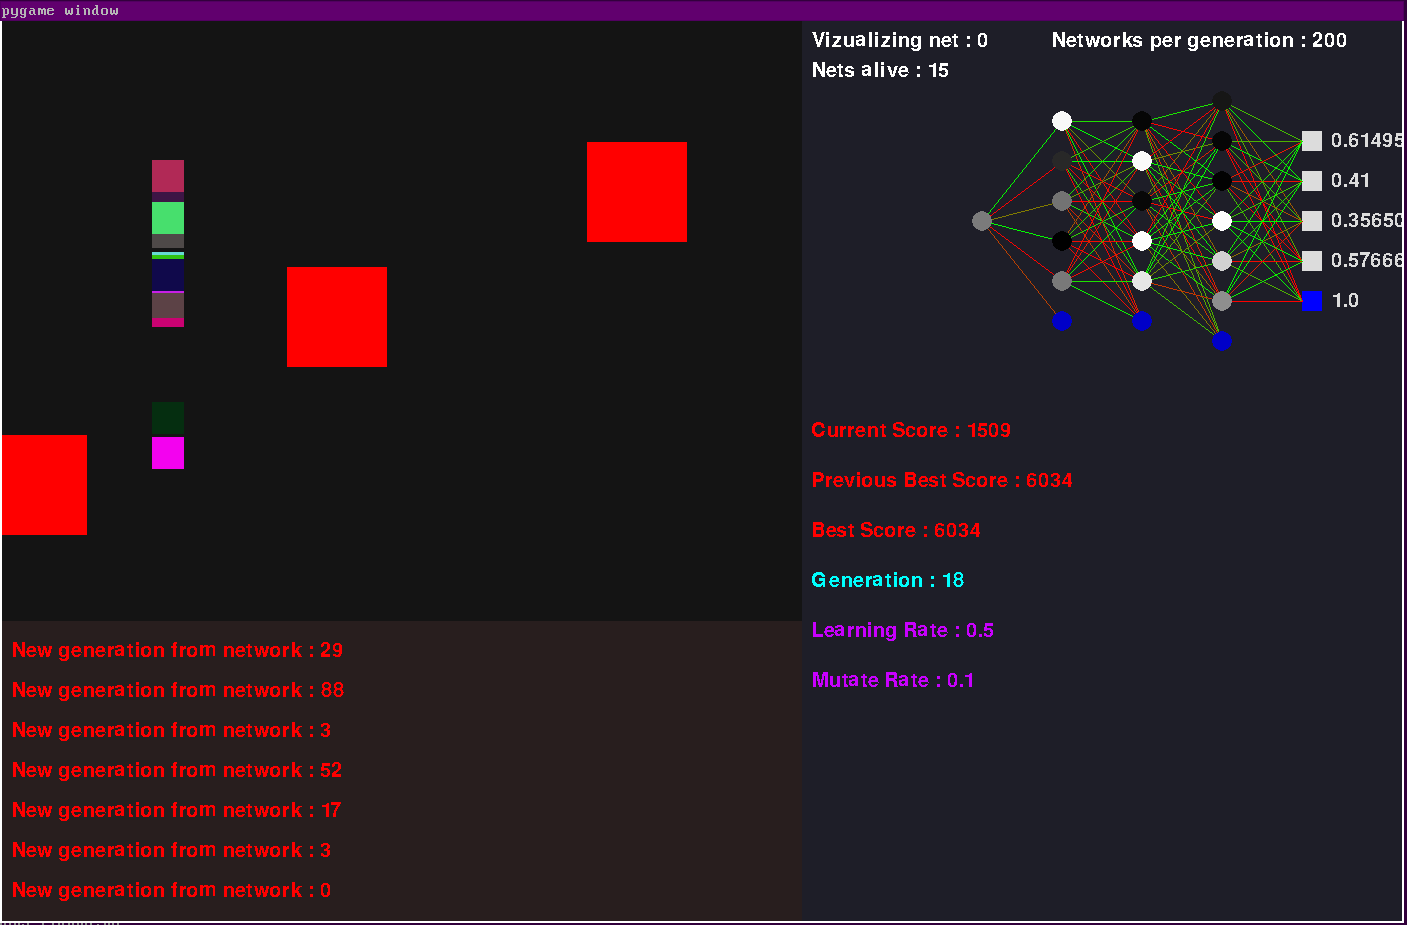 pygame window
Vizualizing net : 0 Networks per generation : 200
Nets alive : 15
0.61495
0.41
0.35650
0.57666
1.0
Current Score : 1509
Previous Best Score : 6034
Best Score : 6034
Generation : 18
Learning Rate : 0.5
Mutate Rate : 0.1
New generation from network : 29
New generation from network : 88
New generation from network : 3
New generation from network : 52
New generation from network : 17
New generation from network : 3
New generation from network : 0